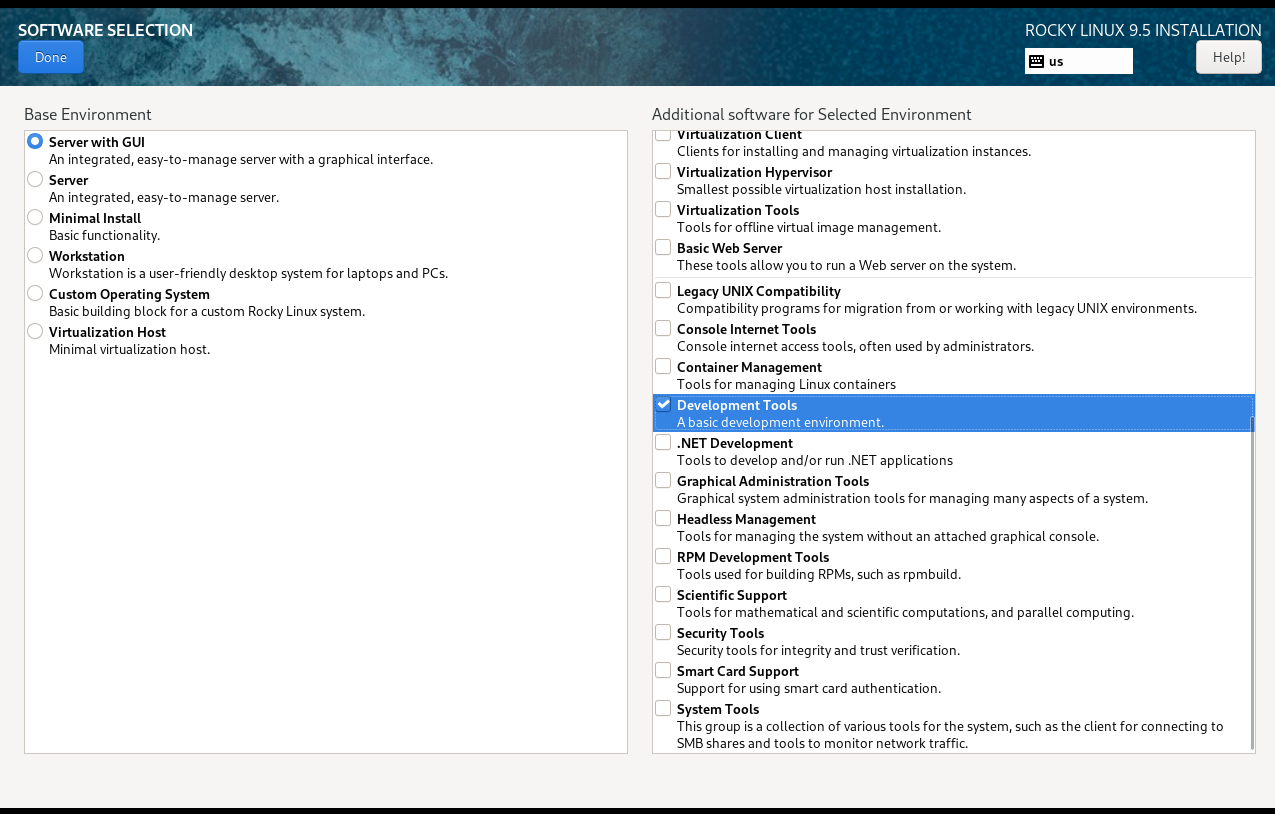 SOFTWARE SELECTION
Done
ROCKY LINUX 9.5 INSTALLATION
us
Help!
Base Environment
Server with GUI
An integrated, easy-to-manage server with a graphical interface.
Server
An integrated, easy-to-manage server.
Minimal Install
Basic functionality.
Workstation
Workstation is a user-friendly desktop system for laptops and PCs.
Custom Operating System
Basic building block for a custom Rocky Linux system.
Virtualization Host
Minimal virtualization host.
Additional software for Selected Environment
Virtualization Client
Clients for installing and managing virtualization instances.
Virtualization Hypervisor
Smallest possible virtualization host installation.
Virtualization Tools
Tools for offline virtual image management.
Basic Web Server
These tools allow you to run a Web server on the system.
Legacy UNIX Compatibility
Compatibility programs for migration from or working with legacy UNIX environments.
Console Internet Tools
Console internet access tools, often used by administrators.
Container Management
Tools for managing Linux containers
Development Tools
A basic development environment.
.NET Development
Tools to develop and/or run .NET applications
Graphical Administration Tools
Graphical system administration tools for managing many aspects of a system.
Headless Management
Tools for managing the system without an attached graphical console.
RPM Development Tools
Tools used for building RPMs, such as rpmbuild.
Scientific Support
Tools for mathematical and scientific computations, and parallel computing.
Security Tools
Security tools for integrity and trust verification.
Smart Card Support
Support for using smart card authentication.
System Tools
This group is a collection of various tools for the system, such as the client for connecting to
SMB shares and tools to monitor network traffic.